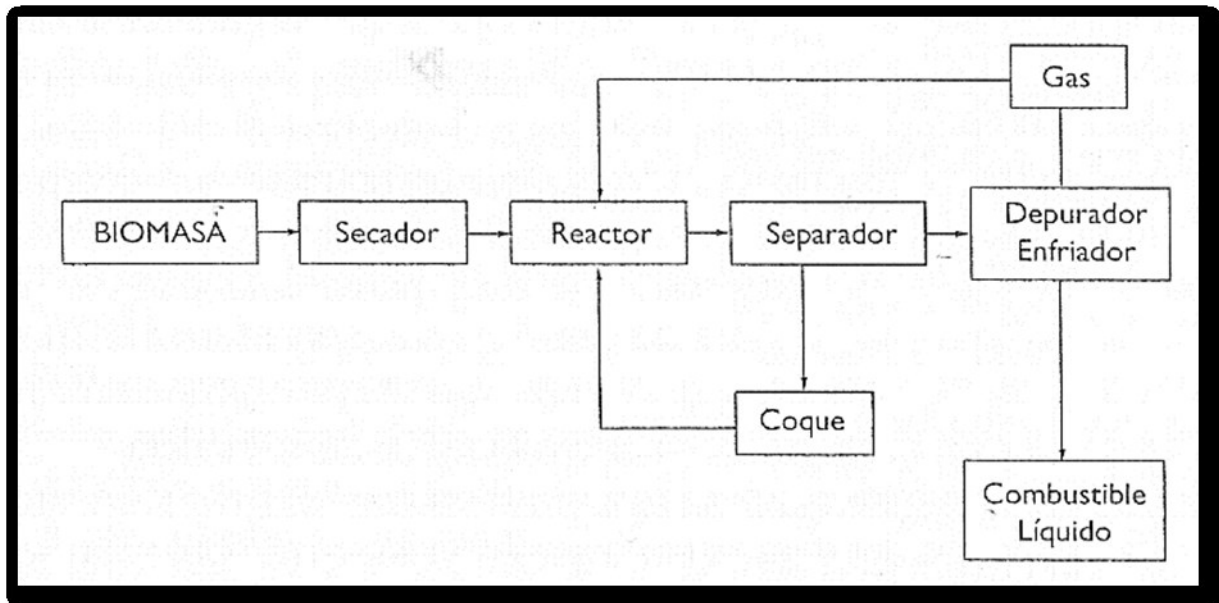 Gas
BIOMASA
Secador
Reactor
Separador
Depurador
Enfriador
Coque
Combustible
Líquido